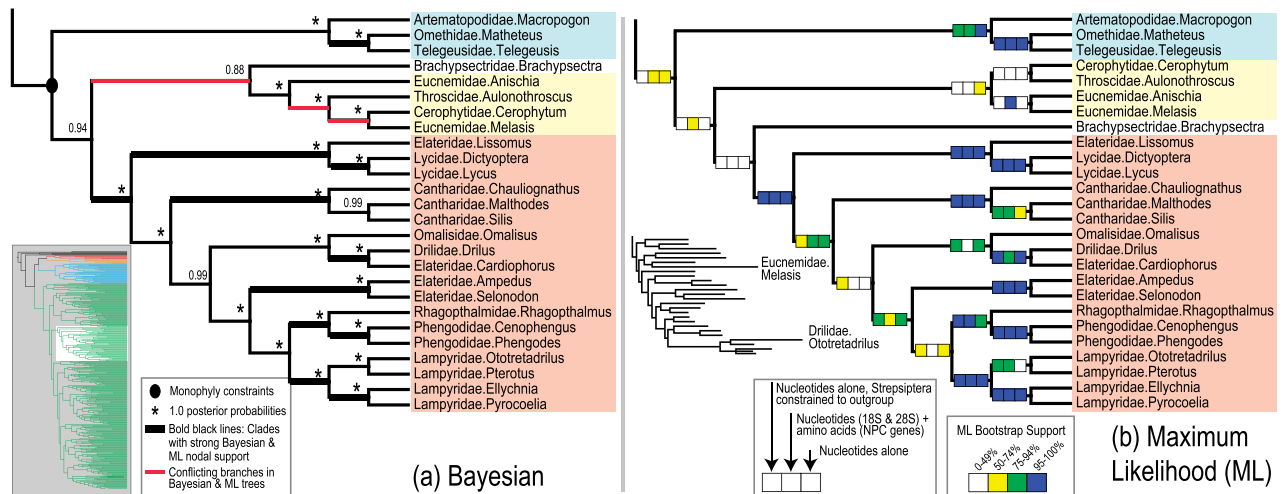 Artematopodidae.Macropogon
Omethidae.Matheteus
Telegeusidae.Telegeusis
Brachypsectridae.Brachypsectra
Eucnemidae.Anischia
Throscidae.Aulonothroscus
Cerophytidae.Cerophytum
Eucnemidae.Melasis
Elateridae.Lissomus
Lycidae.Dictyoptera
Lycidae.Lycus
Cantharidae.Chauliognathus
Cantharidae.Malthodes
Cantharidae.Silis
Omalisidae.Omalisus
Drilidae.Drilus
Elateridae.Cardiophorus
Elateridae.Ampedus
Elateridae.Selonodon
Rhagopthalmidae.Rhagopthalmus
Phengodidae.Cenophengus
Phengodidae.Phengodes
Lampyridae.Ototretadrilus
Lampyridae.Pterotus
Lampyridae.Ellychnia
Lampyridae.Pyrocoelia
0.88
0.94
0.99
0.99
* * * * * * * * * * * * * * * * * * *
Monophyly constraints
* 1.0 posterior probabilities
Bold black lines: Clades
with strong Bayesian &
ML nodal support
Conflicting branches in
Bayesian & ML trees
(a) Bayesian
Artematopodidae.Macropogon
Omethidae.Matheteus
Telegeusidae.Telegeusis
Cerophytidae.Cerophytum
Throscidae.Aulonothroscus
Eucnemidae.Anischia
Eucnemidae.Melasis
Brachypsectridae.Brachypsectra
Elateridae.Lissomus
Lycidae.Dictyoptera
Lycidae.Lycus
Cantharidae.Chauliognathus
Cantharidae.Malthodes
Cantharidae.Silis
Omalisidae.Omalisus
Drilidae.Drilus
Elateridae.Cardiophorus
Elateridae.Ampedus
Elateridae.Selonodon
Rhagopthalmidae.Rhagopthalmus
Phengodidae.Cenophengus
Phengodidae.Phengodes
Lampyridae.Ototretadrilus
Lampyridae.Pterotus
Lampyridae.Ellychnia
Lampyridae.Pyrocoelia
Eucnemidae.
Melasis
Drilidae.
Ototretadrilus
Nucleotides alone, Strepsiptera
constrained to outgroup
Nucleotides (18S & 28S) +
amino acids (NPC genes)
Nucleotides alone
ML Bootstrap Support
0-49% 50-74% 75-94% 95-100%
(b) Maximum
Likelihood (ML)